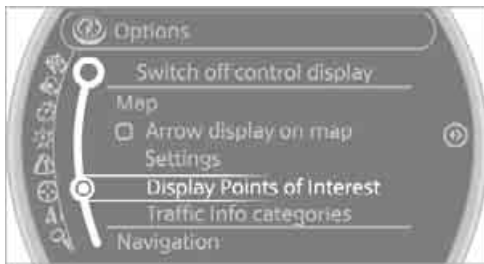 Options
Switch off control display
Map
Arrow display on map
Settings
Display Points of Interest
Traffic Info categories
Navigation